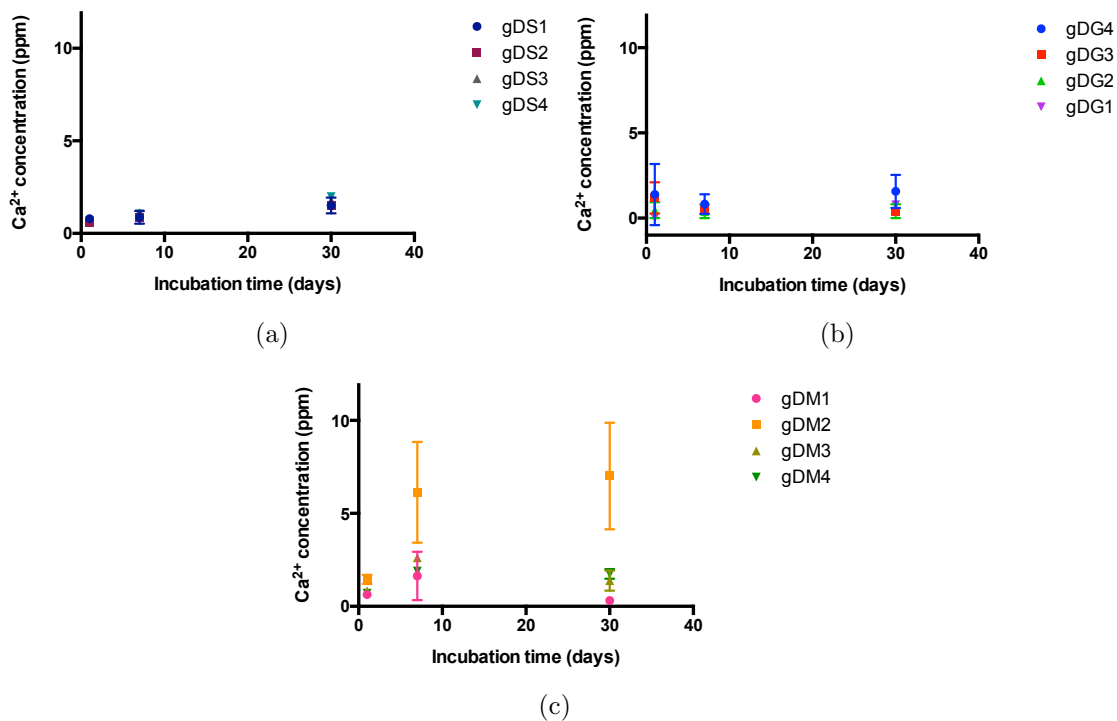 Ca²⁺ concentration (ppm)
10
5
0
0 10 20 30 40
Incubation time (days)
gDS1
gDS2
gDS3
gDS4
(a)
Ca²⁺ concentration (ppm)
10
5
0
0 10 20 30 40
Incubation time (days)
gDG4
gDG3
gDG2
gDG1
(b)
Ca²⁺ concentration (ppm)
10
5
0
0 10 20 30 40
Incubation time (days)
gDM1
gDM2
gDM3
gDM4
(c)